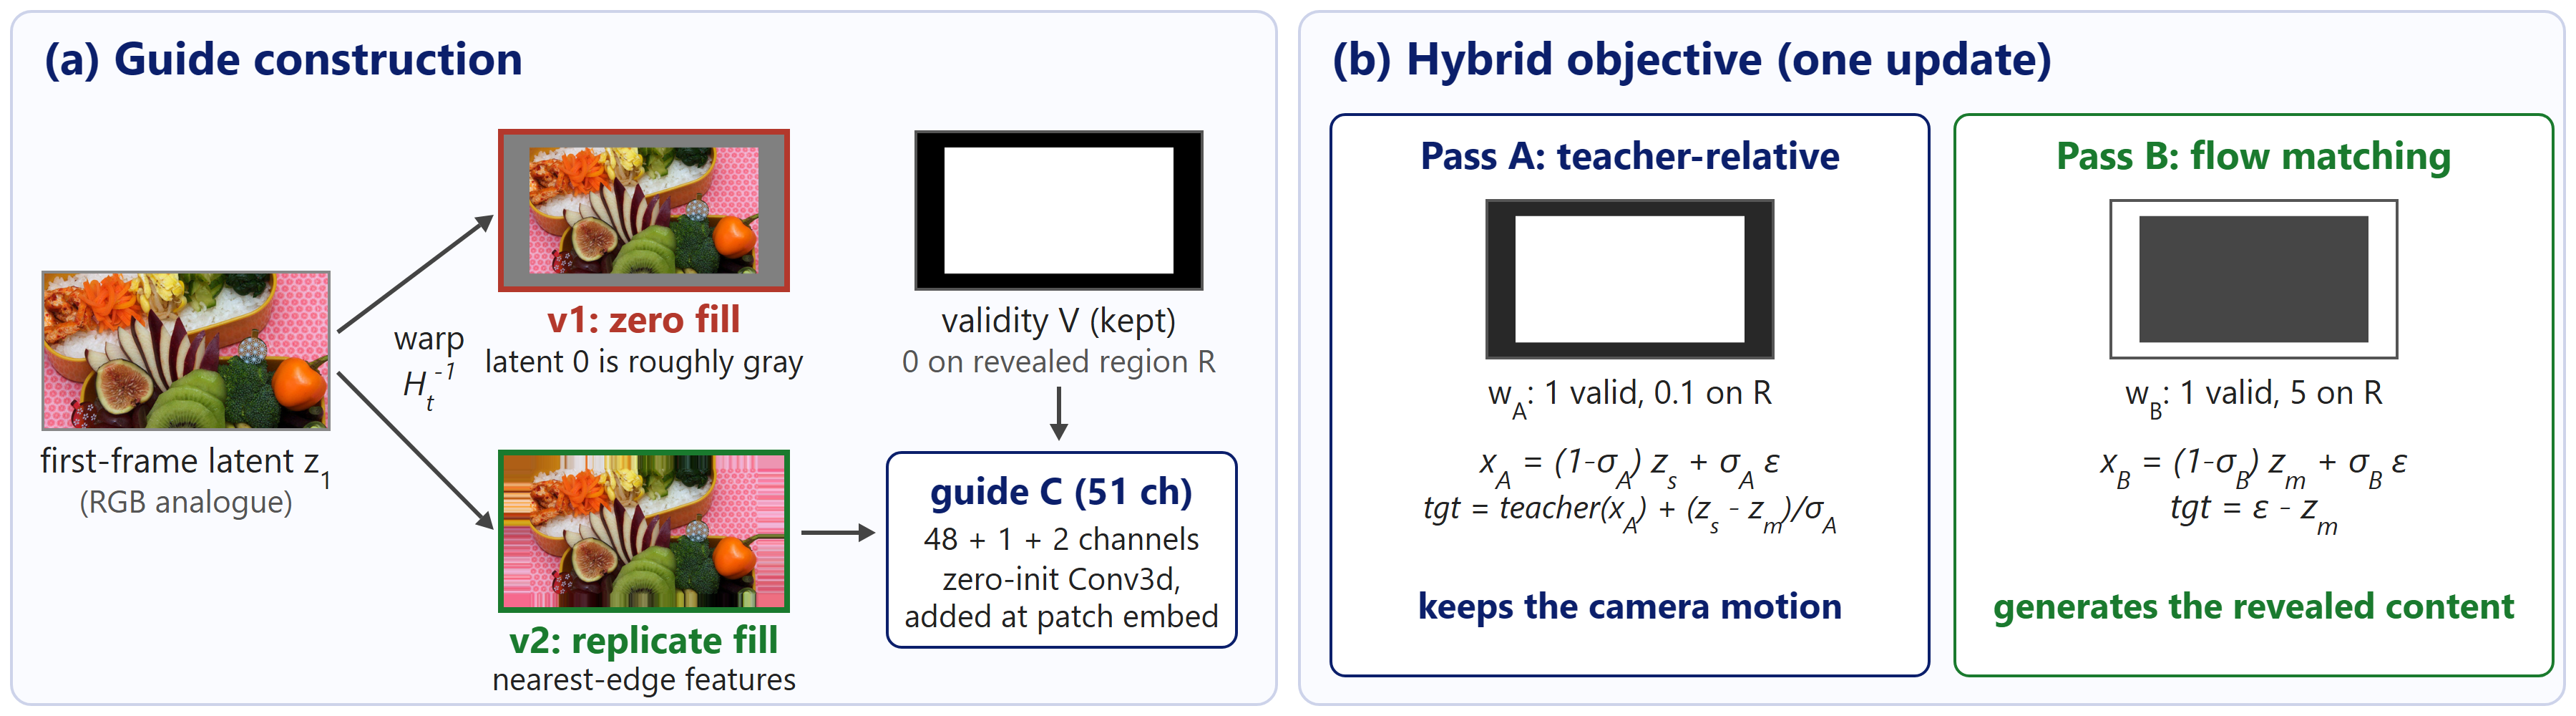 (a) Guide construction
first-frame latent z_1
(RGB analogue)
warp
H_t^-1
v1: zero fill
latent 0 is roughly gray
v2: replicate fill
nearest-edge features
validity V (kept)
0 on revealed region R
guide C (51 ch)
48 + 1 + 2 channels
zero-init Conv3d,
added at patch embed
(b) Hybrid objective (one update)
Pass A: teacher-relative
w_A: 1 valid, 0.1 on R
x_A = (1-σ_A) z_s + σ_A ε
tgt = teacher(x_A) + (z_s - z_m)/σ_A
keeps the camera motion
Pass B: flow matching
w_B: 1 valid, 5 on R
x_B = (1-σ_B) z_m + σ_B ε
tgt = ε - z_m
generates the revealed content